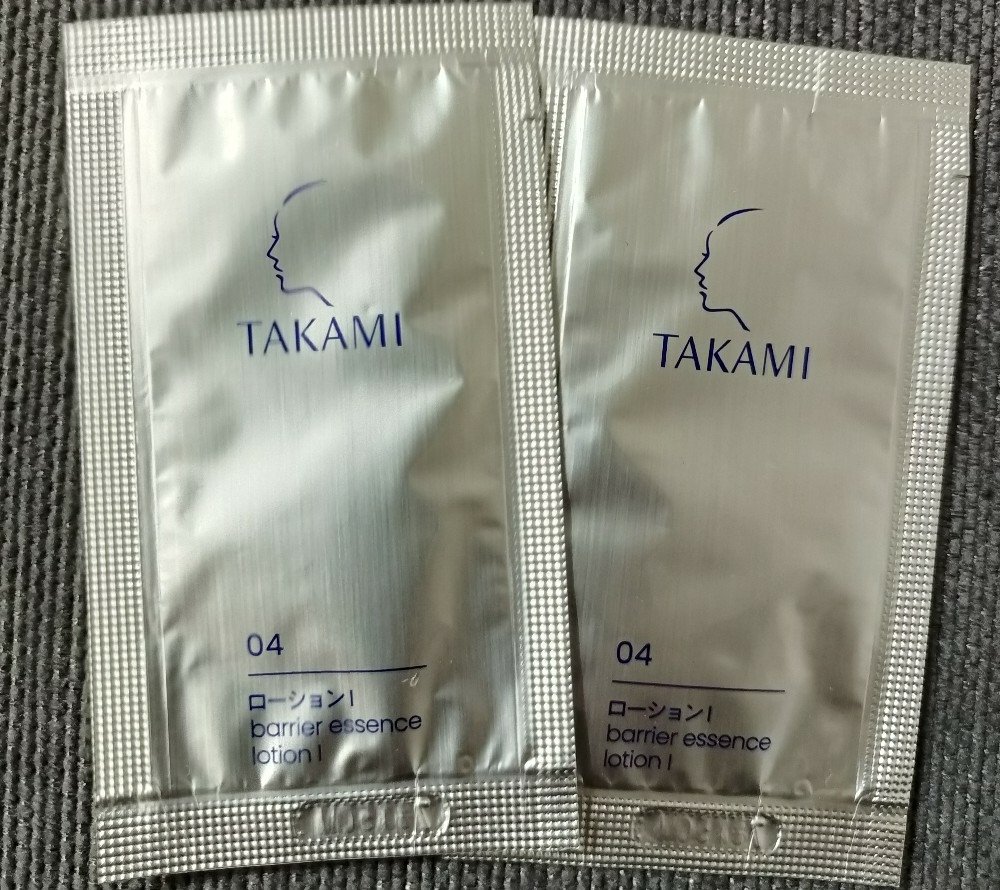 TAKAMI
04
ローションI
barrier essence
lotion I
TAKAMI
04
ローションI
barrier essence
lotion I